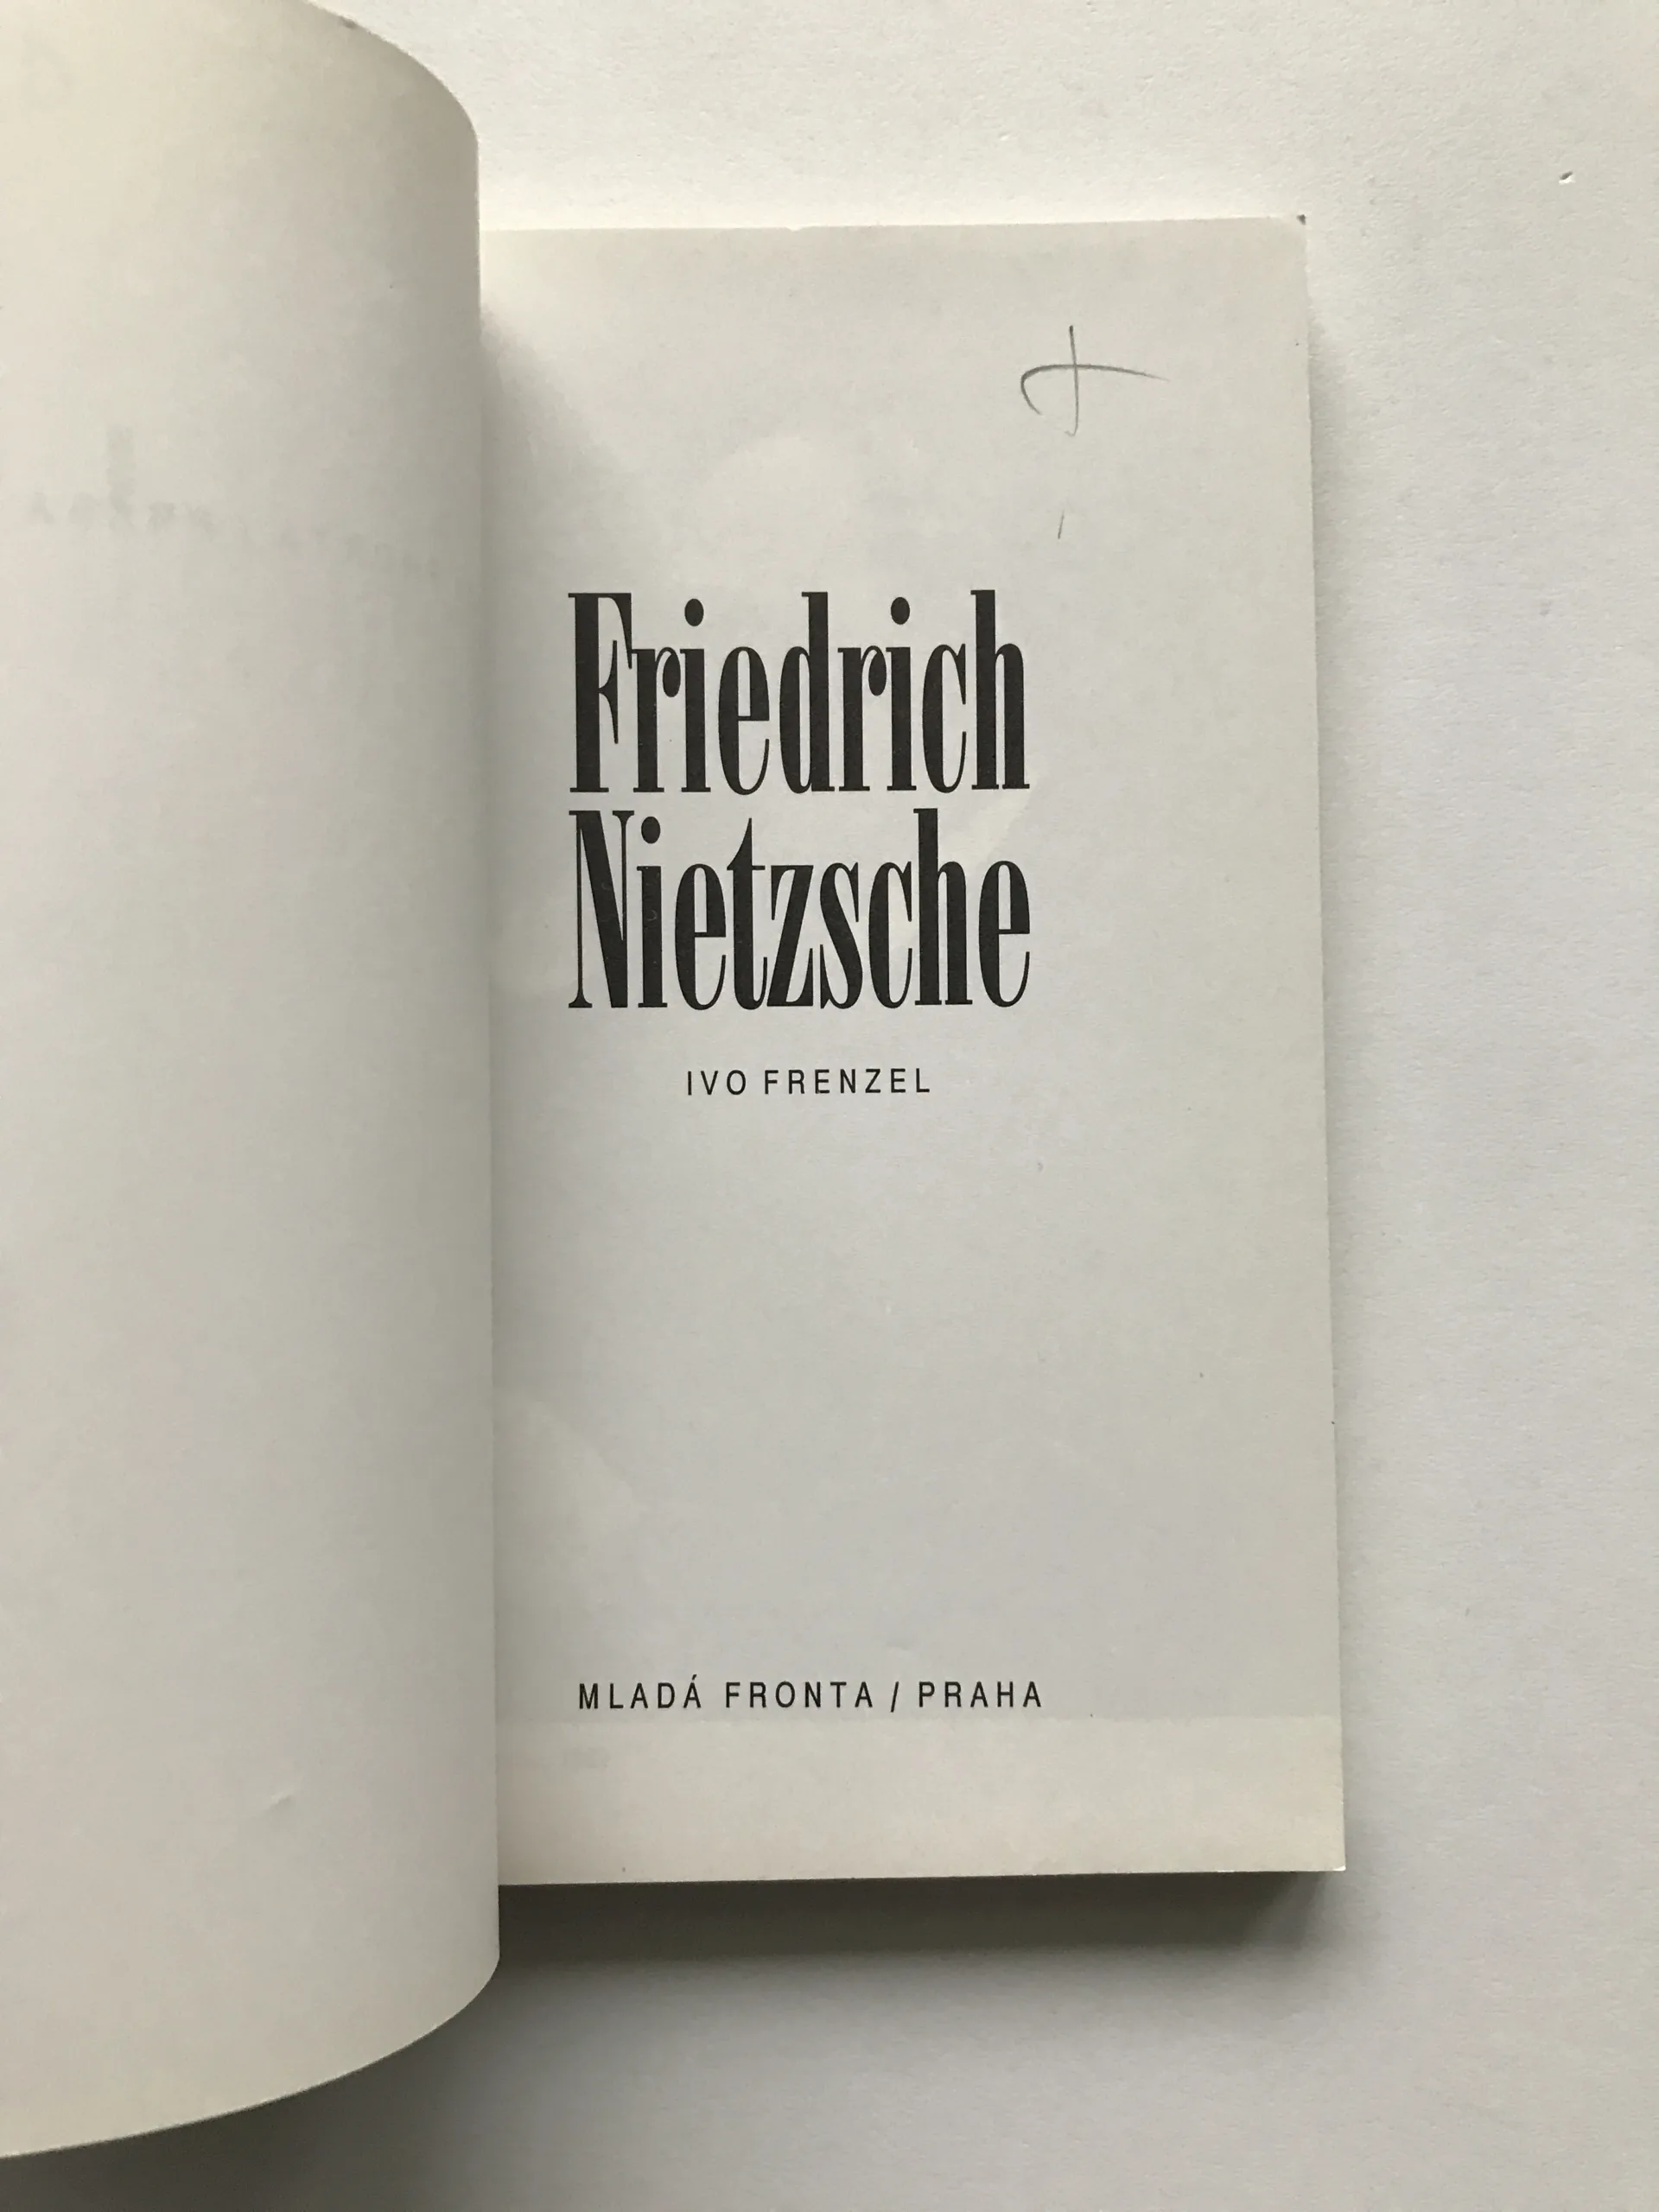 Friedrich
Nietzsche
IVO FRENZEL
MLADÁ FRONTA / PRAHA